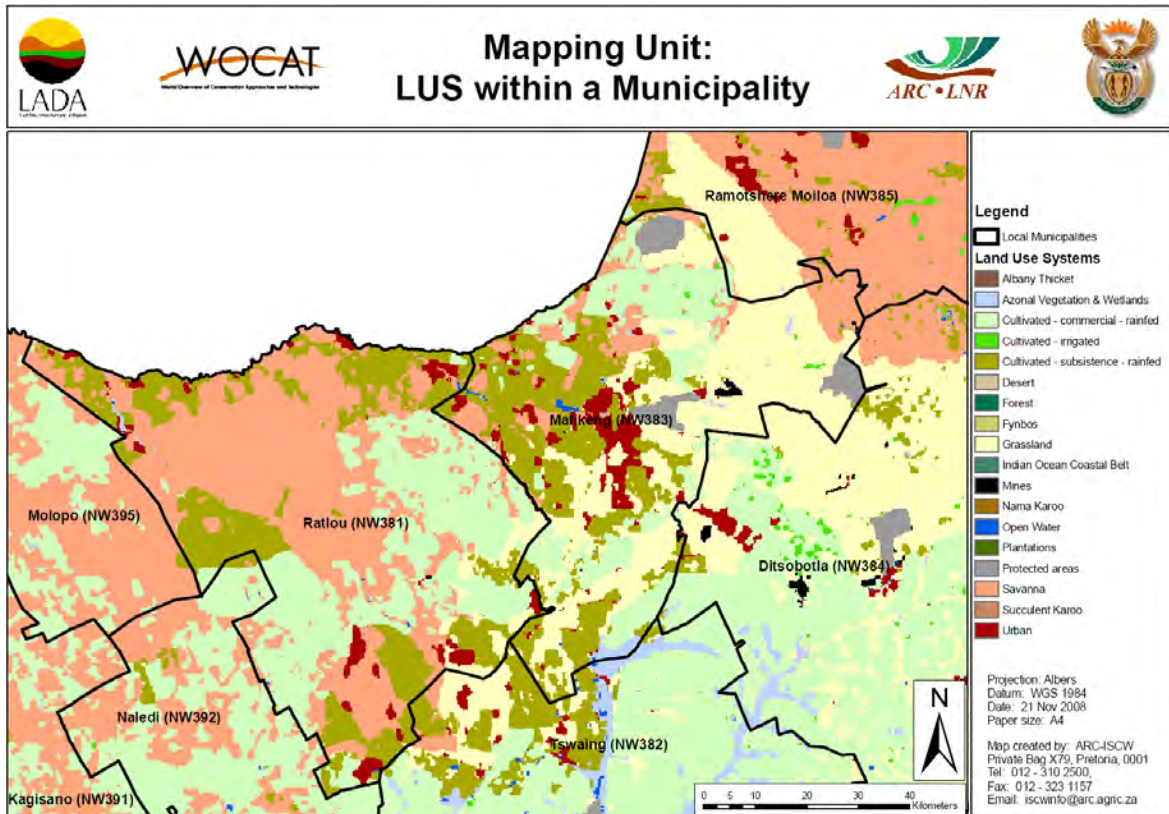 LADA
WOCAT
World Overview of Conservation Approaches and Technologies
Mapping Unit:
LUS within a Municipality
ARC • LNR
Ramotshere Moiloa (NW385)
Mafikeng (NW383)
Molopo (NW395)
Ratlou (NW381)
Ditsobotla (NW384)
Naledi (NW392)
Tswaing (NW382)
Kagisano (NW391)
Legend
Local Municipalities
Land Use Systems
Albany Thicket
Azonal Vegetation & Wetlands
Cultivated - commercial - rainfed
Cultivated - irrigated
Cultivated - subsistence - rainfed
Desert
Forest
Fynbos
Grassland
Indian Ocean Coastal Belt
Mines
Nama Karoo
Open Water
Plantations
Protected areas
Savanna
Succulent Karoo
Urban
Projection: Albers
Datum: WGS 1984
Date: 21 Nov 2008
Paper size: A4
Map created by: ARC-ISCW
Private Bag X79, Pretoria, 0001
Tel: 012 - 310 2500,
Fax: 012 - 323 1157
Email: iscwinfo@arc.agric.za
N
0 5 10 20 30 40
Kilometers